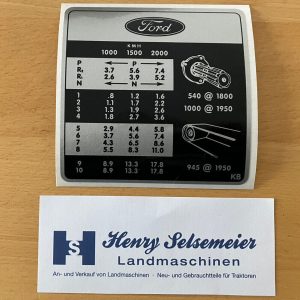 Ford
K M H
1000 1500 2000
P ← P →
R₁ 3.7 5.6 7.4
R₂ 2.6 3.9 5.2
N ← N →
1 .8 1.2 1.6
2 1.1 1.7 2.2
3 1.3 1.9 2.6
4 1.8 2.7 3.6
540 @ 1800
1000 @ 1950
5 2.9 4.4 5.8
6 3.7 5.6 7.4
7 4.3 6.5 8.6
8 5.5 8.3 11.0
9 8.9 13.3 17.8
10 8.9 13.3 17.8
945 @ 1950
KB
HS
Henry Selsemeier
Landmaschinen
An- und Verkauf von Landmaschinen - Neu- und Gebrauchtteile für Traktoren